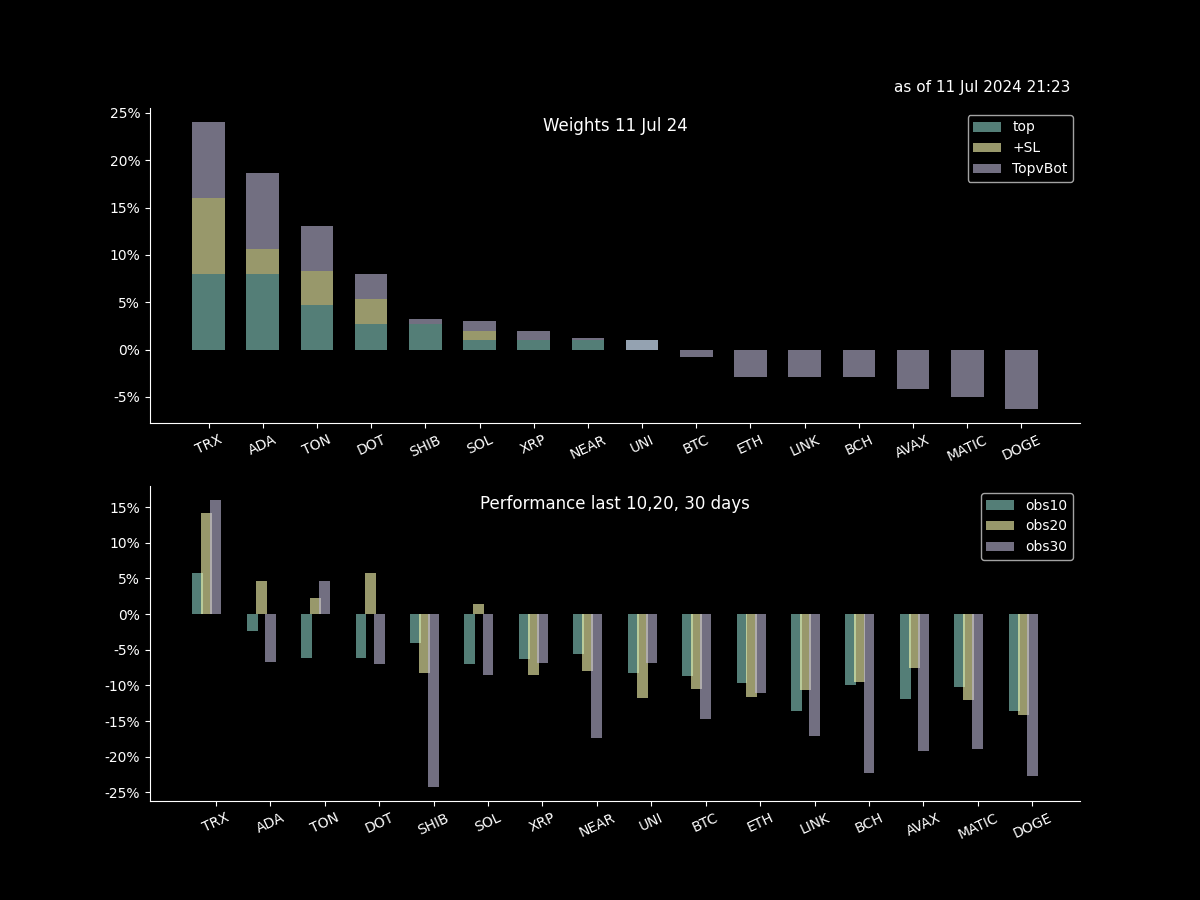 as of 11 Jul 2024 21:23
Weights 11 Jul 24
top
+SL
TopvBot
25%
20%
15%
10%
5%
0%
-5%
TRX ADA TON DOT SHIB SOL XRP NEAR UNI BTC ETH LINK BCH AVAX MATIC DOGE
Performance last 10,20, 30 days
obs10
obs20
obs30
15%
10%
5%
0%
-5%
-10%
-15%
-20%
-25%
TRX ADA TON DOT SHIB SOL XRP NEAR UNI BTC ETH LINK BCH AVAX MATIC DOGE